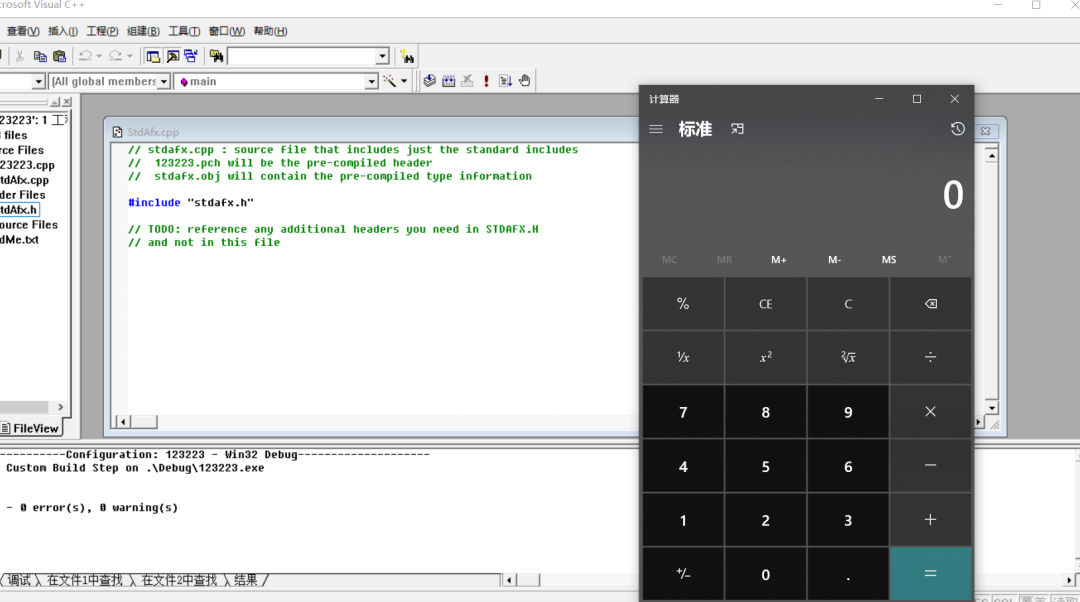 crosoft Visual C++
查看(V) 插入(I) 工程(P) 组建(B) 工具(T) 窗口(W) 帮助(H)
[All global members main
23223': 1 工
files
rce Files
23223.cpp
tdAfx.cpp
der Files
tdAfx.h
ource Files
dMe.txt
FileView
StdAfx.cpp
// stdafx.cpp : source file that includes just the standard includes
// 123223.pch will be the pre-compiled header
// stdafx.obj will contain the pre-compiled type information
#include "stdafx.h"
// TODO: reference any additional headers you need in STDAFX.H
// and not in this file
----------Configuration: 123223 - Win32 Debug--------------------
Custom Build Step on .\Debug\123223.exe
- 0 error(s), 0 warning(s)
调试 在文件1中查找 在文件2中查找 结果
计算器
标准
0
MC MR M+ M- MS M˅
% CE C
¹/x x² ²√x ÷
7 8 9 ×
4 5 6 −
1 2 3 +
+/− 0 . =